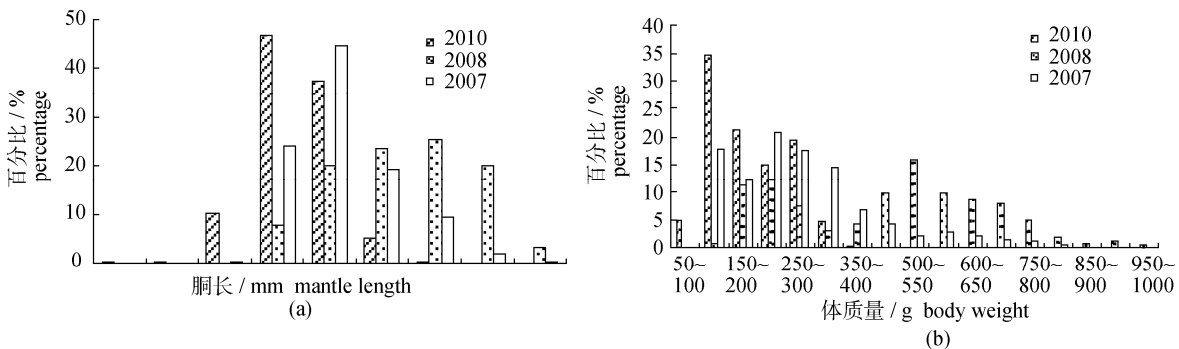 50
40
30
20
10
0
百分比 / %
percentage
2010
2008
2007
胴长 / mm mantle length
(a)
40
35
30
25
20
15
10
5
0
百分比 / %
percentage
2010
2008
2007
50~ 150~ 250~ 350~ 500~ 600~ 750~ 850~ 950~
100 200 300 400 550 650 800 900 1000
体质量 / g body weight
(b)